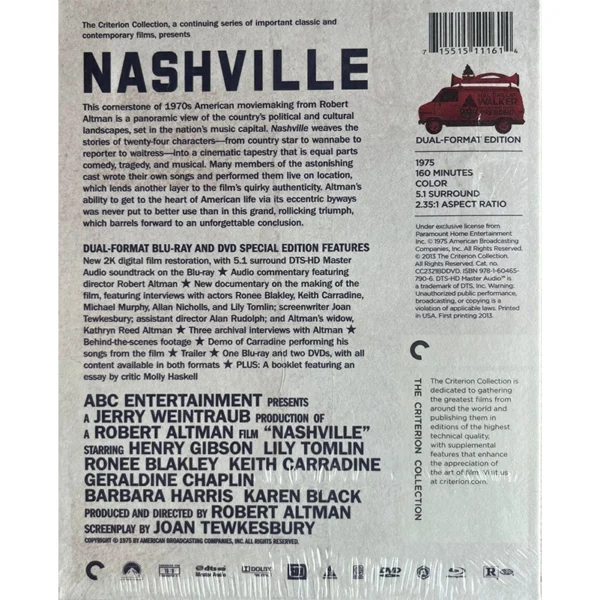 The Criterion Collection, a continuing series of important classic and
contemporary films, presents
NASHVILLE
This cornerstone of 1970s American moviemaking from Robert
Altman is a panoramic view of the country's political and cultural
landscapes, set in the nation's music capital. Nashville weaves the
stories of twenty-four characters—from country star to wannabe to
reporter to waitress—into a cinematic tapestry that is equal parts
comedy, tragedy, and musical. Many members of the astonishing
cast wrote their own songs and performed them live on location,
which lends another layer to the film's quirky authenticity. Altman's
ability to get to the heart of American life via its eccentric byways
was never put to better use than in this grand, rollicking triumph,
which barrels forward to an unforgettable conclusion.
DUAL-FORMAT BLU-RAY AND DVD SPECIAL EDITION FEATURES
New 2K digital film restoration, with 5.1 surround DTS-HD Master
Audio soundtrack on the Blu-ray ★ Audio commentary featuring
director Robert Altman ★ New documentary on the making of the
film, featuring interviews with actors Ronee Blakley, Keith Carradine,
Michael Murphy, Allan Nicholls, and Lily Tomlin; screenwriter Joan
Tewkesbury; assistant director Alan Rudolph; and Altman's widow,
Kathryn Reed Altman ★ Three archival interviews with Altman ★
Behind-the-scenes footage ★ Demo of Carradine performing his
songs from the film ★ Trailer ★ One Blu-ray and two DVDs, with all
content available in both formats ★ PLUS: A booklet featuring an
essay by critic Molly Haskell
ABC ENTERTAINMENT PRESENTS
A JERRY WEINTRAUB PRODUCTION OF
A ROBERT ALTMAN FILM “NASHVILLE”
STARRING HENRY GIBSON LILY TOMLIN
RONEE BLAKLEY KEITH CARRADINE
GERALDINE CHAPLIN
BARBARA HARRIS KAREN BLACK
PRODUCED AND DIRECTED BY ROBERT ALTMAN
SCREENPLAY BY JOAN TEWKESBURY
COPYRIGHT © 1975 BY AMERICAN BROADCASTING COMPANIES, INC. ALL RIGHTS RESERVED.
7 15515 11161 4
WALKER
DUAL-FORMAT EDITION
1975
160 MINUTES
COLOR
5.1 SURROUND
2.35:1 ASPECT RATIO
Under exclusive license from
Paramount Home Entertainment
Inc. © 1975 American Broadcasting
Companies, Inc. All Rights Reserved.
© 2013 The Criterion Collection.
All Rights Reserved. Cat. no.
CC2321BDDVD. ISBN 978-1-60465-
790-6. DTS-HD Master Audio™ is
a trademark of DTS, Inc. Warning:
Unauthorized public performance,
broadcasting, or copying is a
violation of applicable laws. Printed
in USA. First printing 2013.
THE CRITERION COLLECTION
The Criterion Collection is
dedicated to gathering
the greatest films from
around the world and
publishing them in
editions of the highest
technical quality,
with supplemental
features that enhance
the appreciation of
the art of film. Visit us
at criterion.com.
dts
DOLBY
DVD
R